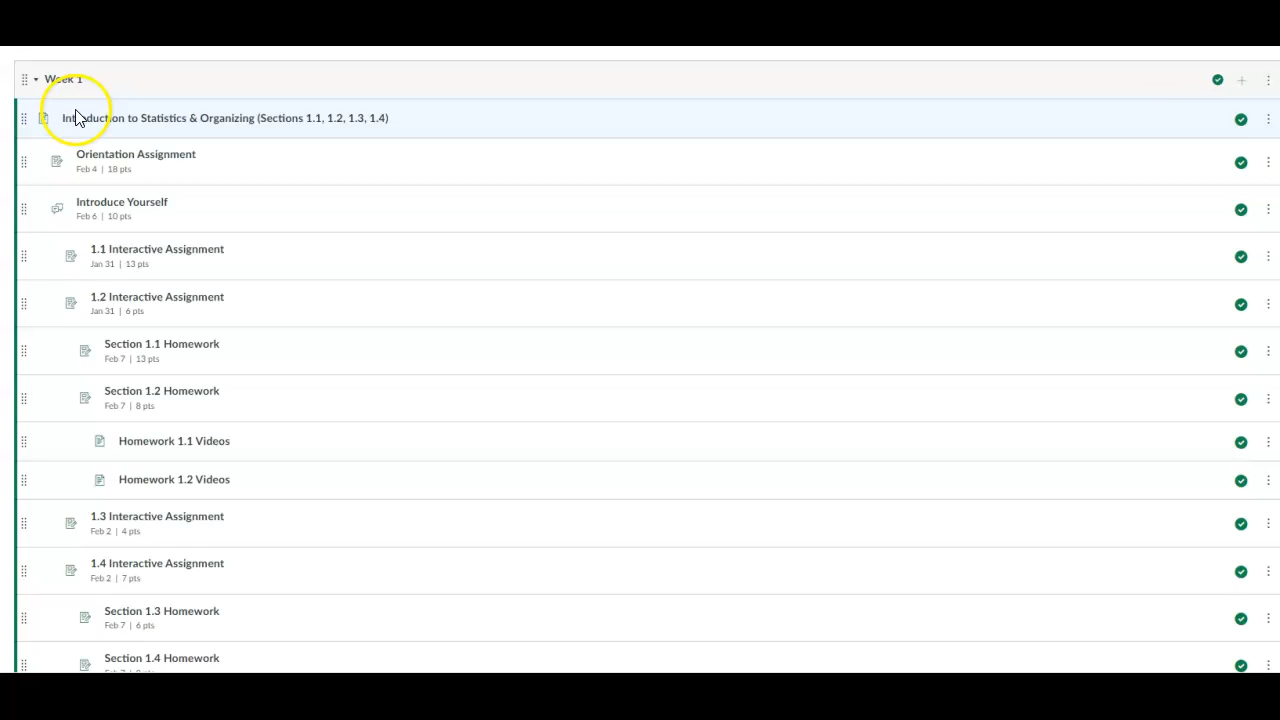 Week 1
Introduction to Statistics & Organizing (Sections 1.1, 1.2, 1.3, 1.4)
Orientation Assignment
Feb 4 | 18 pts
Introduce Yourself
Feb 6 | 10 pts
1.1 Interactive Assignment
Jan 31 | 13 pts
1.2 Interactive Assignment
Jan 31 | 6 pts
Section 1.1 Homework
Feb 7 | 13 pts
Section 1.2 Homework
Feb 7 | 8 pts
Homework 1.1 Videos
Homework 1.2 Videos
1.3 Interactive Assignment
Feb 2 | 4 pts
1.4 Interactive Assignment
Feb 2 | 7 pts
Section 1.3 Homework
Feb 7 | 6 pts
Section 1.4 Homework